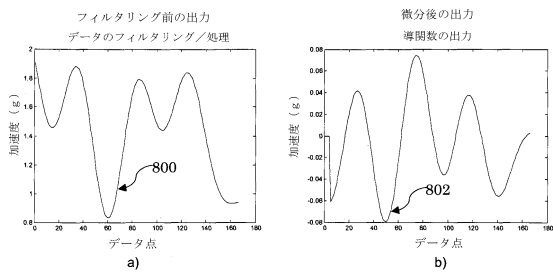 フィルタリング前の出力
データのフィルタリング／処理
2
1.8
1.6
1.4
1.2
1
0.8
加速度（g）
800
0 20 40 60 80 100 120 140 160 180
データ点
a)
微分後の出力
導関数の出力
0.08
0.06
0.04
0.02
0
-0.02
-0.04
-0.06
-0.08
加速度（g）
802
0 20 40 60 80 100 120 140 160 180
データ点
b)